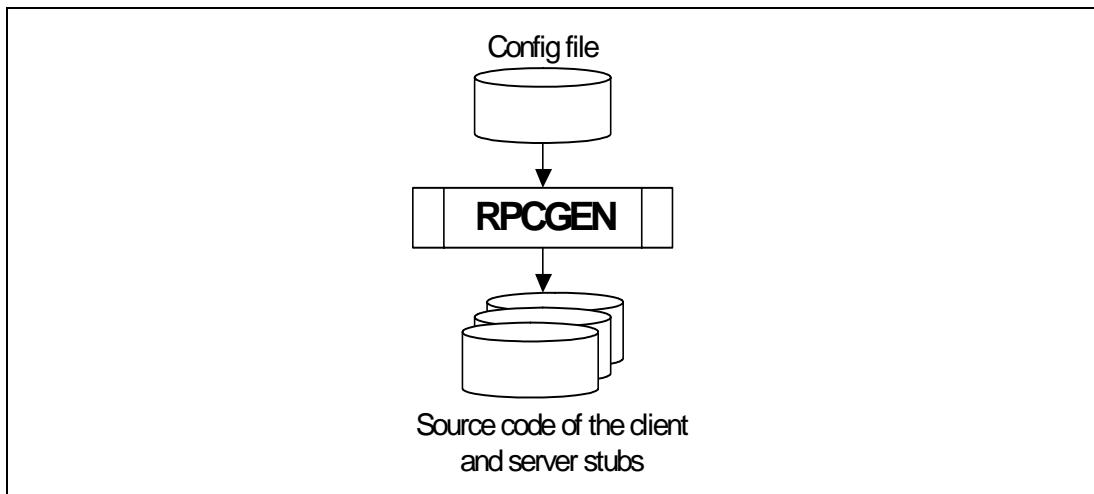 Config file
RPCGEN
Source code of the client
and server stubs